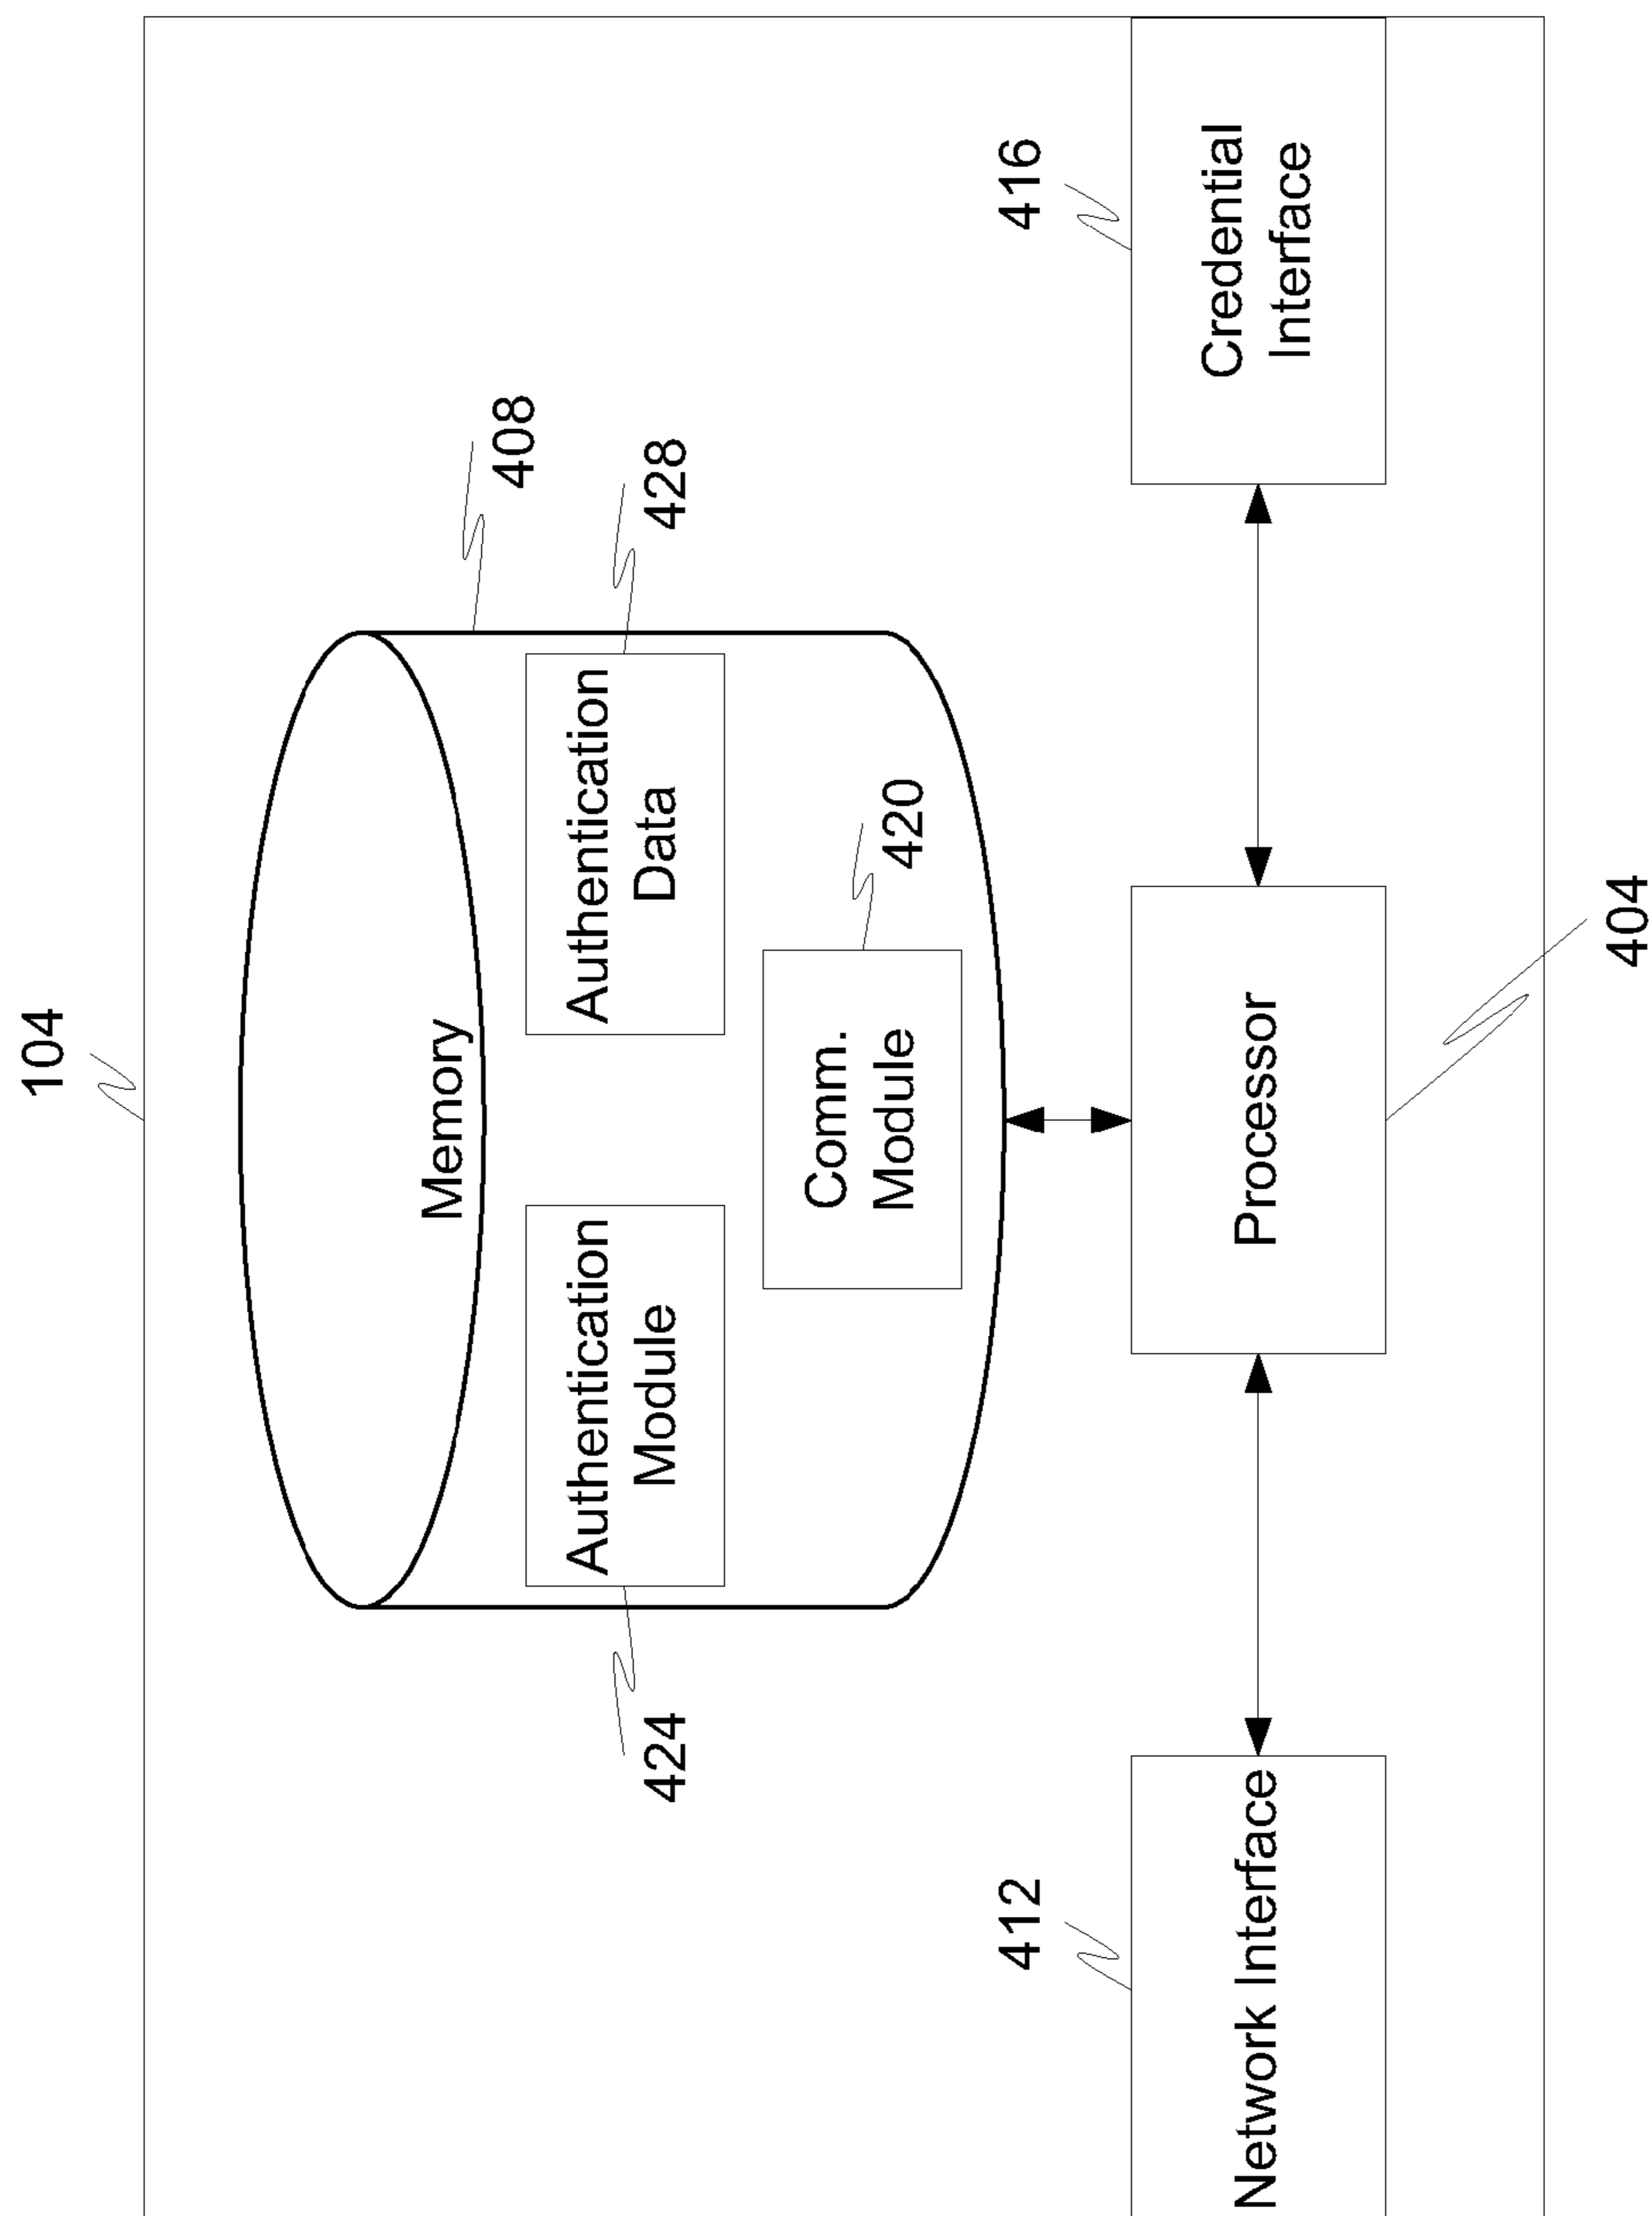 104
Memory
408
Authentication
Module
424
Authentication
Data
428
Comm.
Module
420
412
Network Interface
Processor
404
416
Credential
Interface